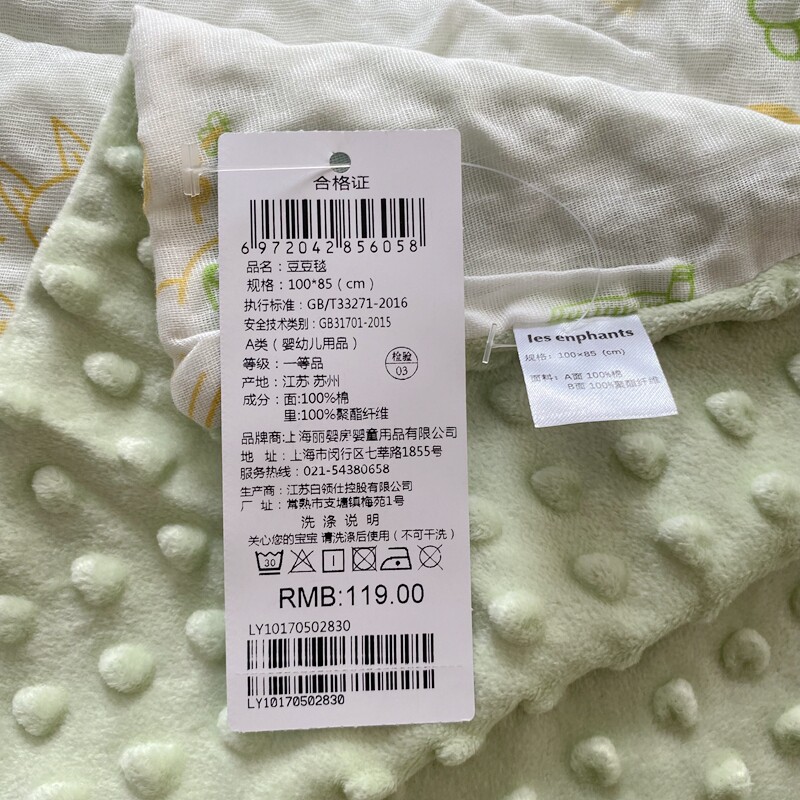 合格证
6 972042 856058
品名：豆豆毯
规格：100*85（cm）
执行标准：GB/T33271-2016
安全技术类别：GB31701-2015
A类（婴幼儿用品）
等级：一等品
检验
03
产地：江苏 苏州
成分：面:100%棉
里:100%聚酯纤维
品牌商:上海丽婴房婴童用品有限公司
地 址：上海市闵行区七莘路1855号
服务热线：021-54380658
生产商：江苏白领仕控股有限公司
厂 址：常熟市支塘镇梅苑1号
洗 涤 说 明
关心您的宝宝 请洗涤后使用（不可干洗）
30
RMB:119.00
LY10170502830
LY10170502830
les enphants
规格：100×85（cm）
面料：A面 100%棉
B面 100%聚酯纤维